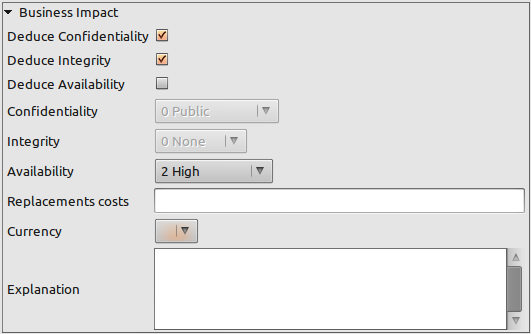 Business Impact
Deduce Confidentiality
Deduce Integrity
Deduce Availability
Confidentiality 0 Public
Integrity 0 None
Availability 2 High
Replacements costs
Currency
Explanation